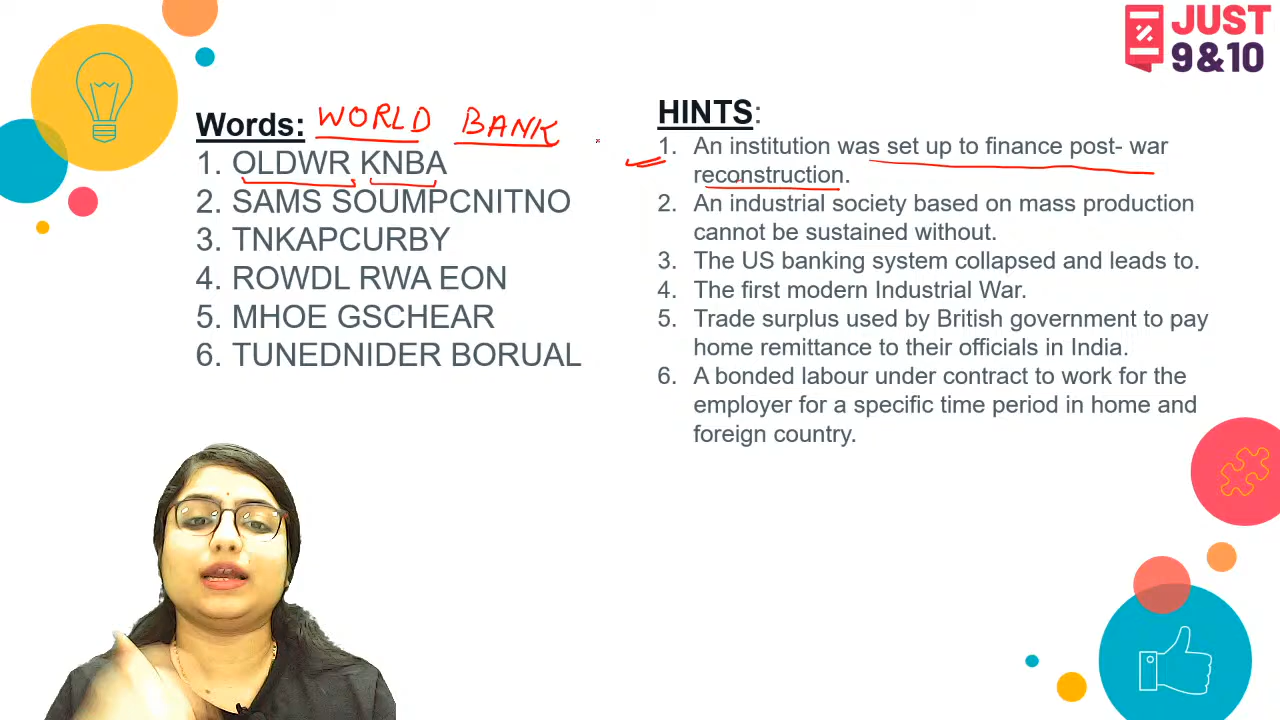 JUST
9&10
Words: WORLD BANK
1. OLDWR KNBA
2. SAMS SOUMPCNITNO
3. TNKAPCURBY
4. ROWDL RWA EON
5. MHOE GSCHEAR
6. TUNEDNIDER BORUAL
HINTS:
1. An institution was set up to finance post- war
reconstruction.
2. An industrial society based on mass production
cannot be sustained without.
3. The US banking system collapsed and leads to.
4. The first modern Industrial War.
5. Trade surplus used by British government to pay
home remittance to their officials in India.
6. A bonded labour under contract to work for the
employer for a specific time period in home and
foreign country.